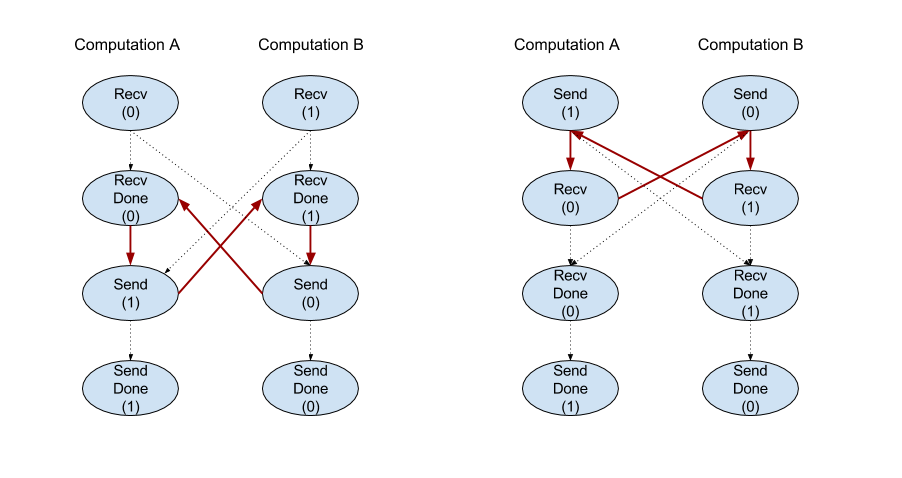 Computation A
Computation B
Recv
(0)
Recv
(1)
Recv
Done
(0)
Recv
Done
(1)
Send
(1)
Send
(0)
Send
Done
(1)
Send
Done
(0)
Computation A
Computation B
Send
(1)
Send
(0)
Recv
(0)
Recv
(1)
Recv
Done
(0)
Recv
Done
(1)
Send
Done
(1)
Send
Done
(0)